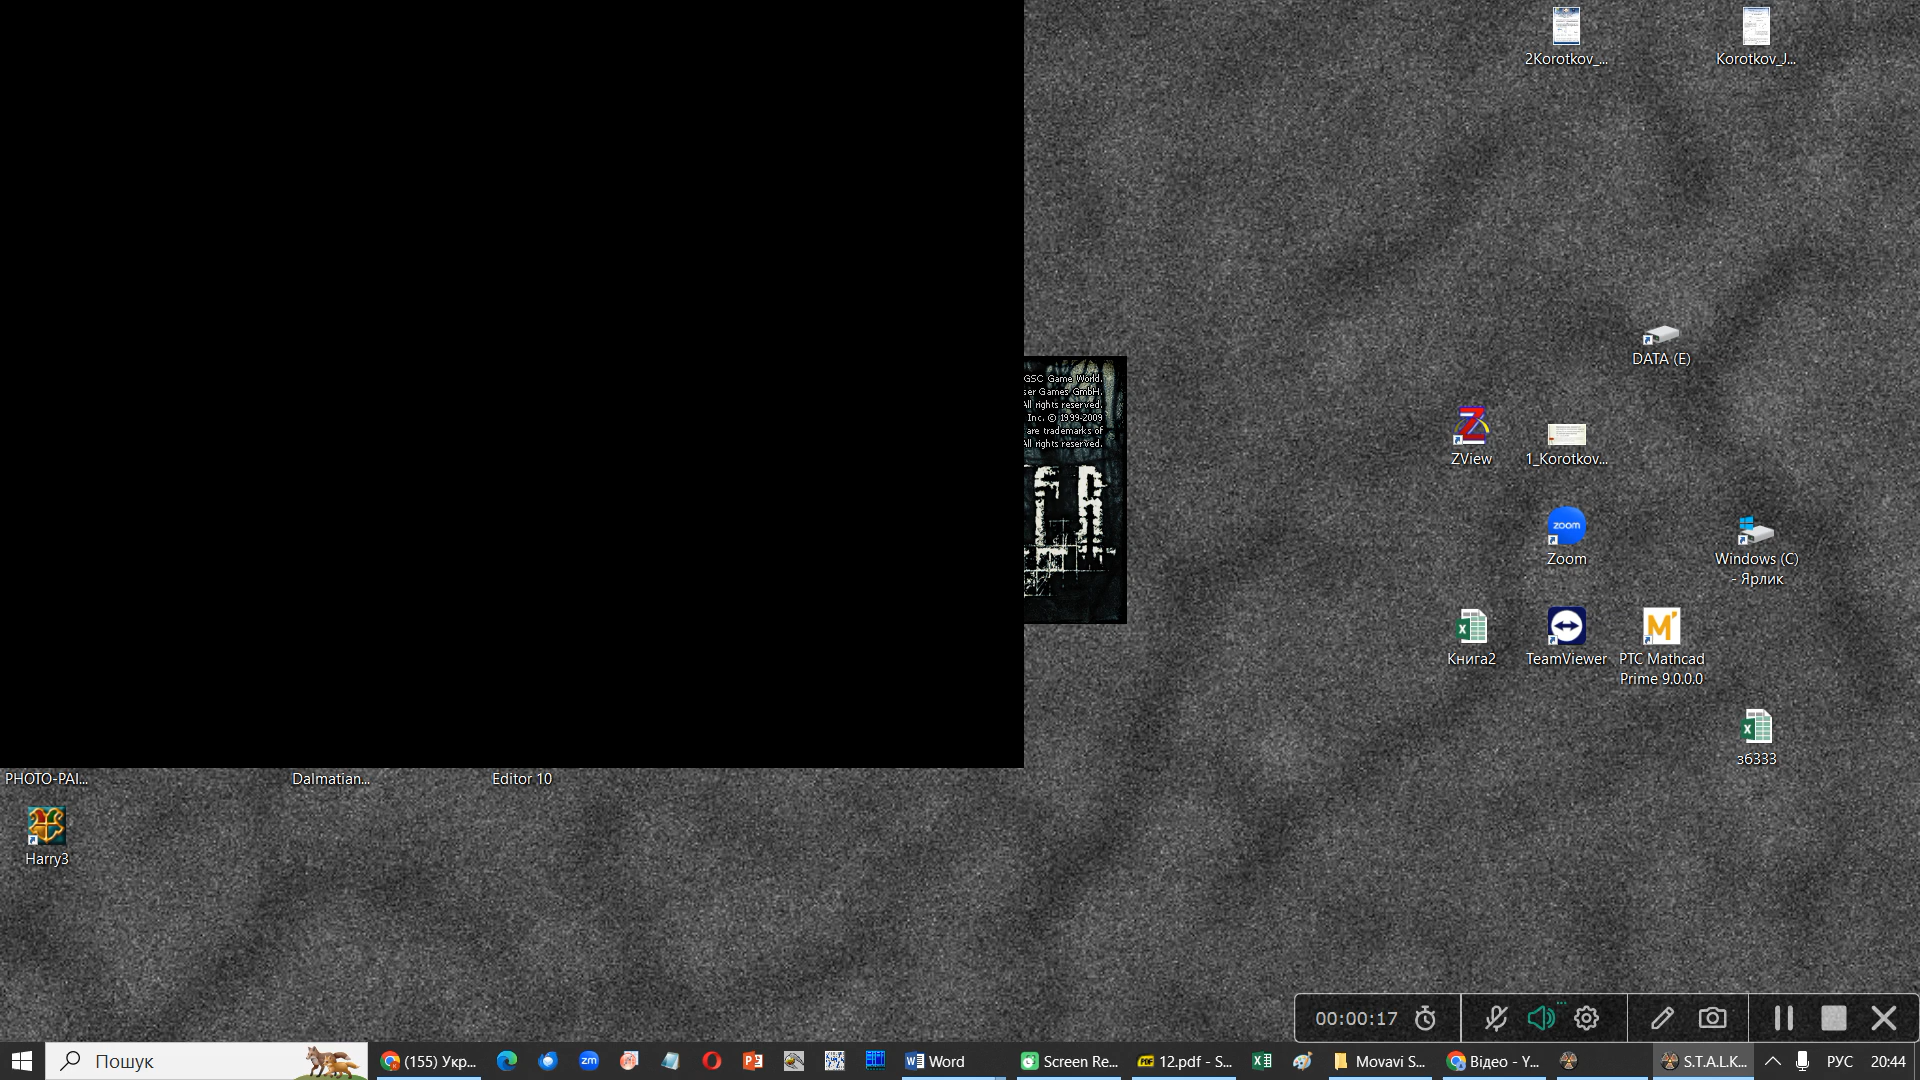 2Korotkov_...
Korotkov_J...
DATA (E)
GSC Game World.
ser Games GmbH.
All rights reserved.
Inc. © 1999-2009
are trademarks of
All rights reserved.
ZView
1_Korotkov...
Zoom
Windows (C)
- Ярлик
Книга2
TeamViewer
PTC Mathcad
Prime 9.0.0.0
з6333
PHOTO-PAI...
Dalmatian...
Editor 10
Harry3
00:00:17
Пошук
(155) Укр...
Word
Screen Re...
12.pdf - S...
Movavi S...
Відео - Y...
S.T.A.L.K...
РУС
20:44